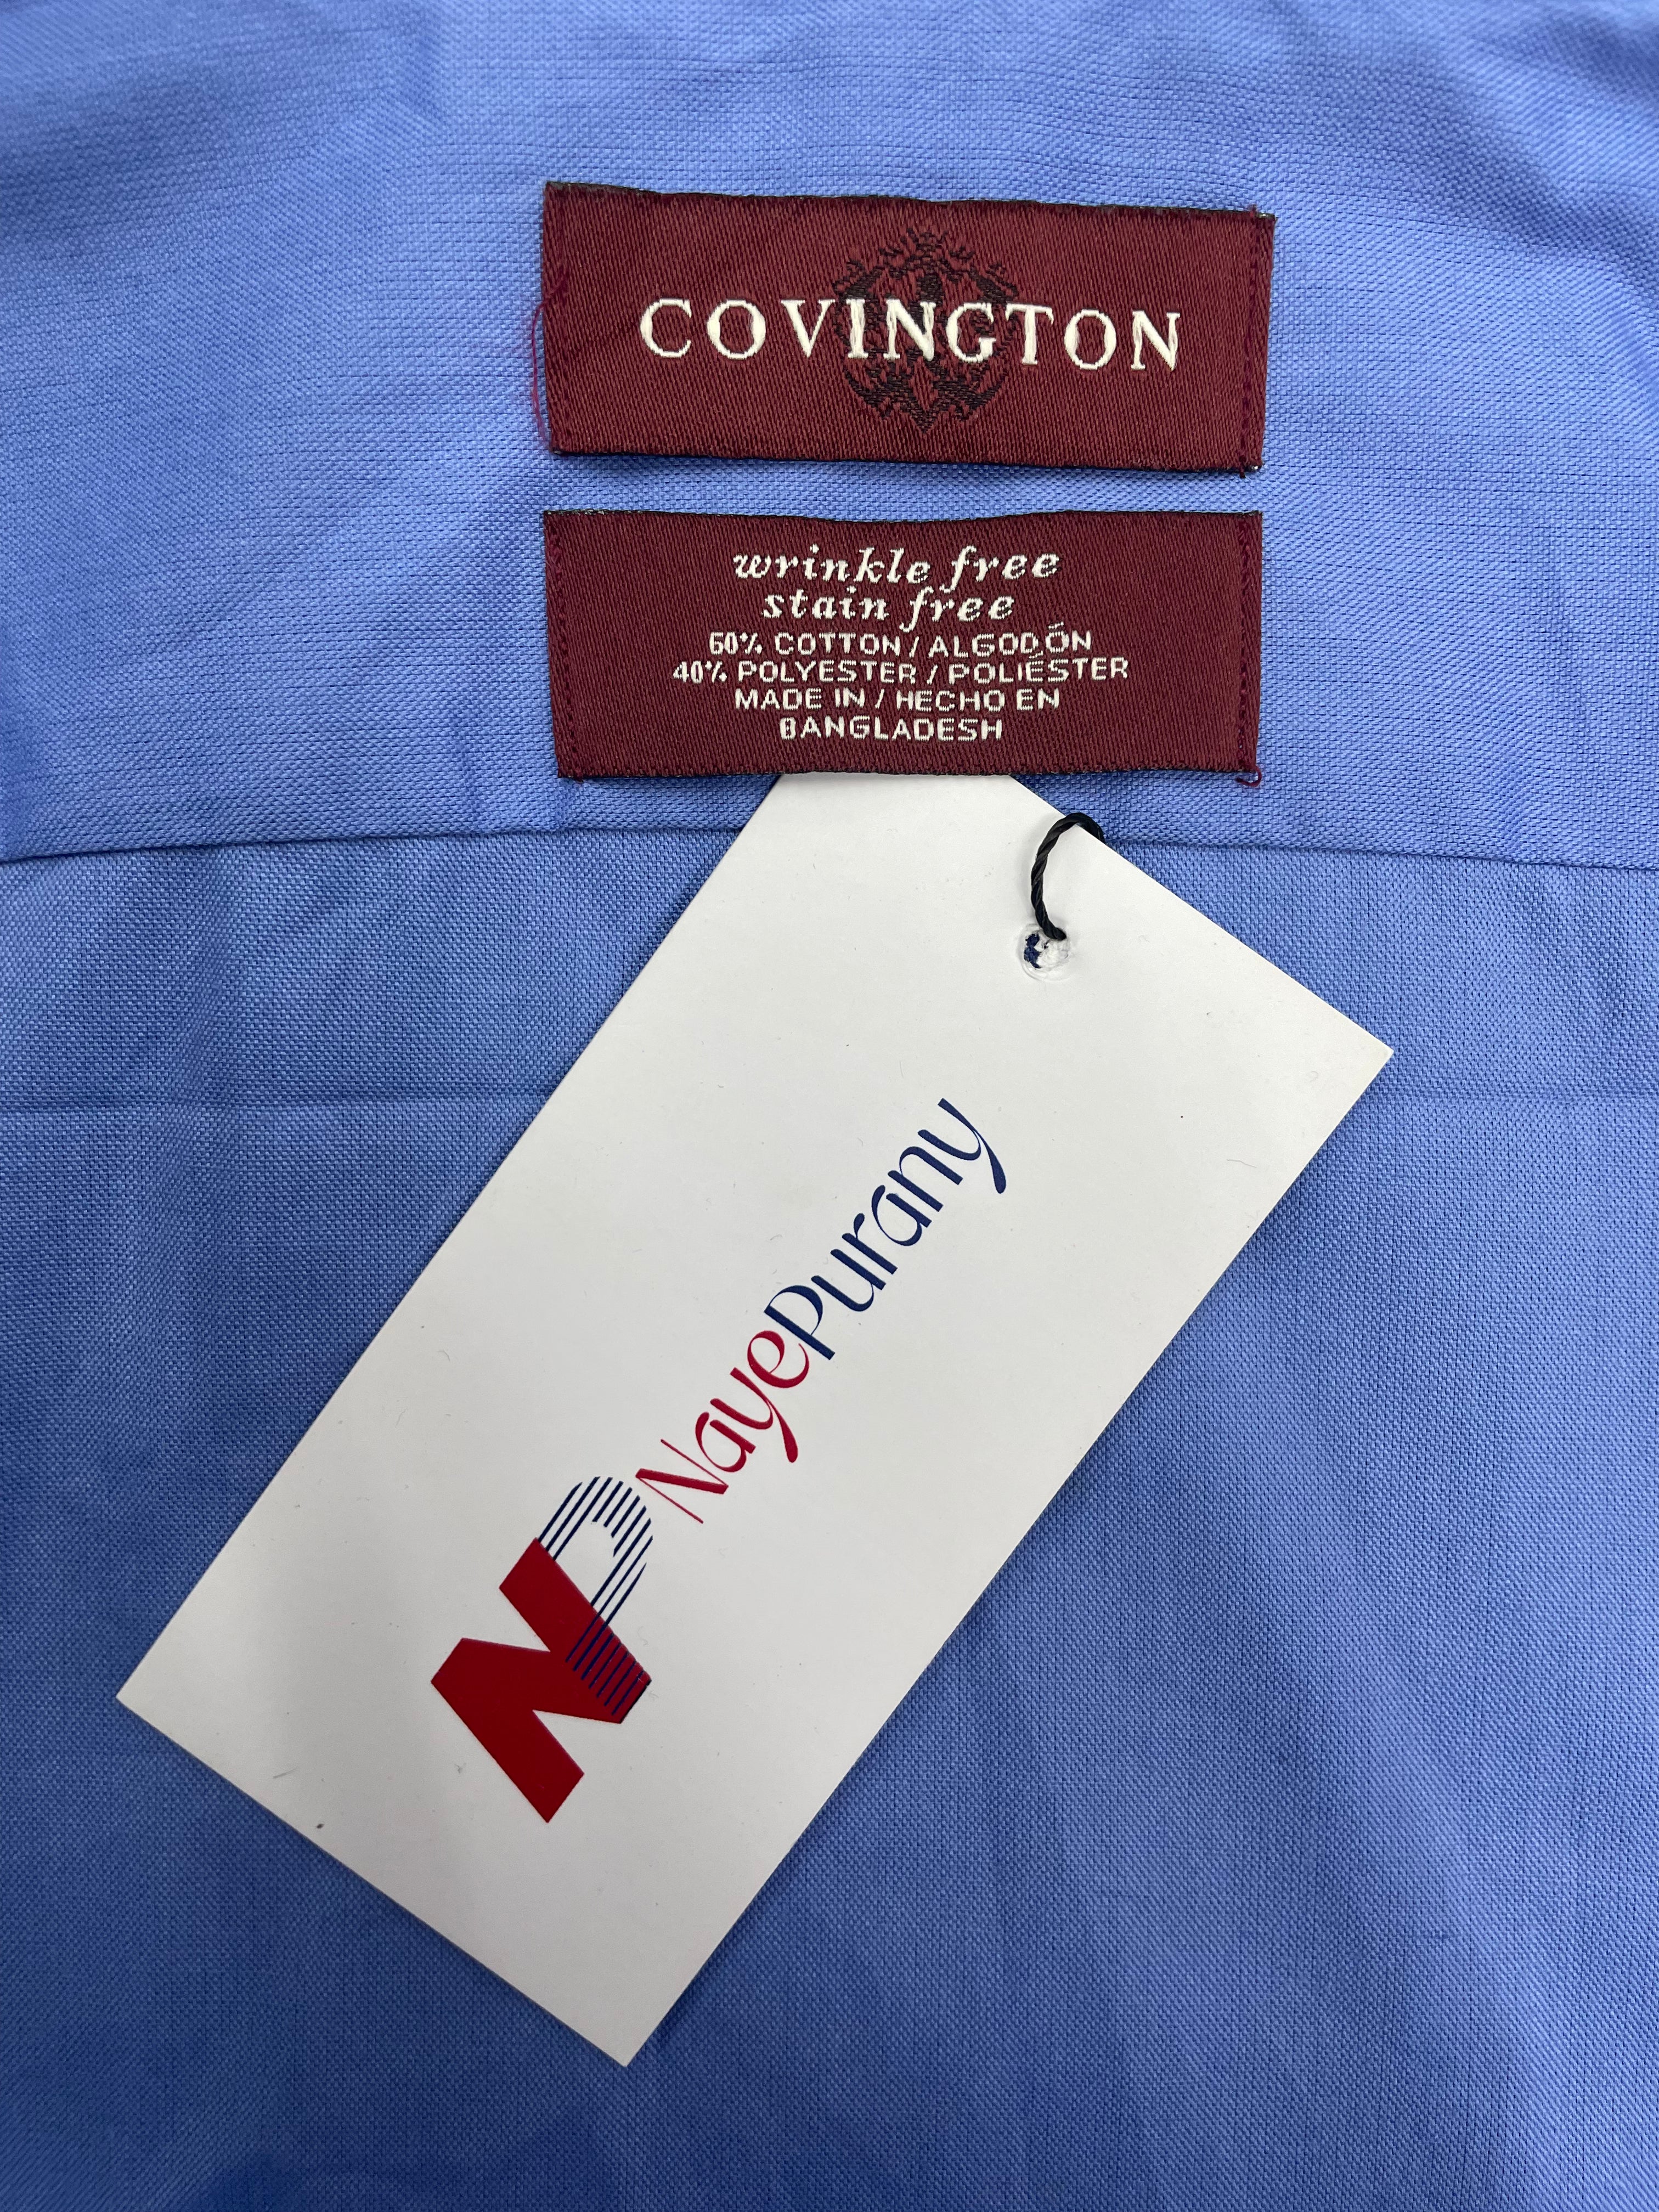 COVINGTON
wrinkle free
stain free
60% COTTON / ALGODÓN
40% POLYESTER / POLIÉSTER
MADE IN / HECHO EN
BANGLADESH
NayePurany
NP